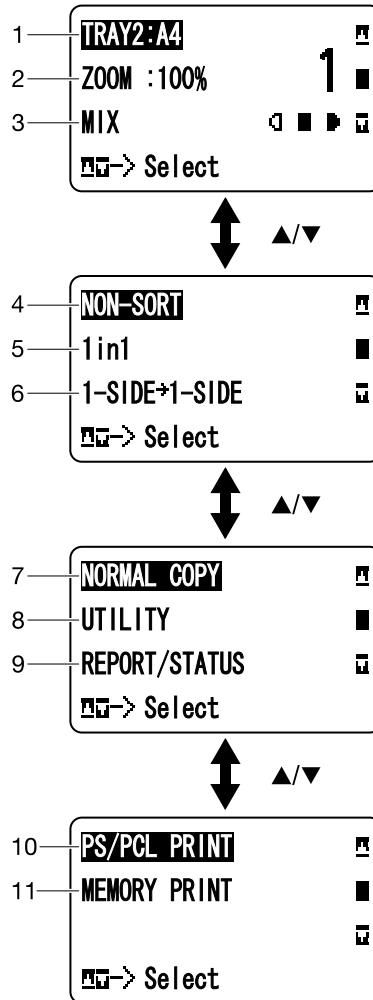 1 TRAY2:A4
2 ZOOM :100% 1
3 MIX
▲▼-> Select
▲/▼
4 NON-SORT
5 1in1
6 1-SIDE→1-SIDE
▲▼-> Select
▲/▼
7 NORMAL COPY
8 UTILITY
9 REPORT/STATUS
▲▼-> Select
▲/▼
10 PS/PCL PRINT
11 MEMORY PRINT
▲▼-> Select